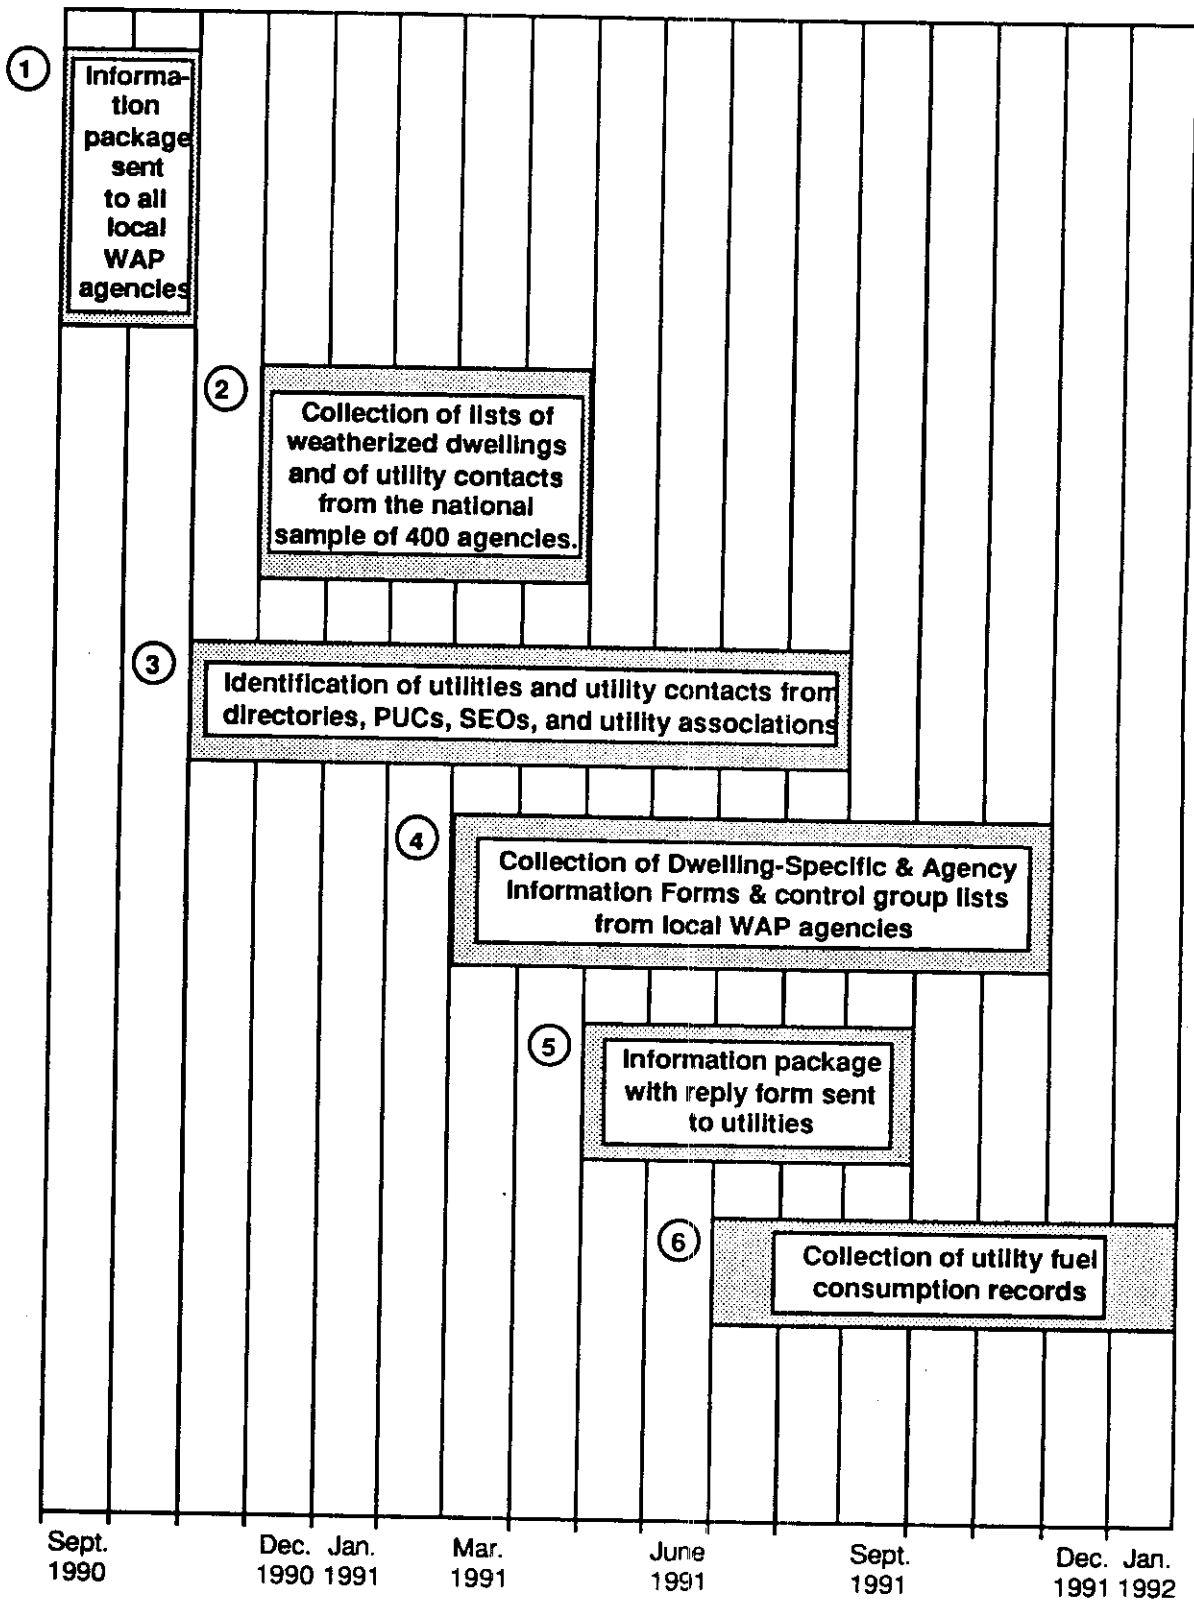 1
Informa-
tion
package
sent
to all
local
WAP
agencies
2
Collection of lists of
weatherized dwellings
and of utility contacts
from the national
sample of 400 agencies.
3
Identification of utilities and utility contacts from
directories, PUCs, SEOs, and utility associations
4
Collection of Dwelling-Specific & Agency
Information Forms & control group lists
from local WAP agencies
5
Information package
with reply form sent
to utilities
6
Collection of utility fuel
consumption records
Sept. Dec. Jan. Mar. June Sept. Dec. Jan.
1990 1990 1991 1991 1991 1991 1991 1992